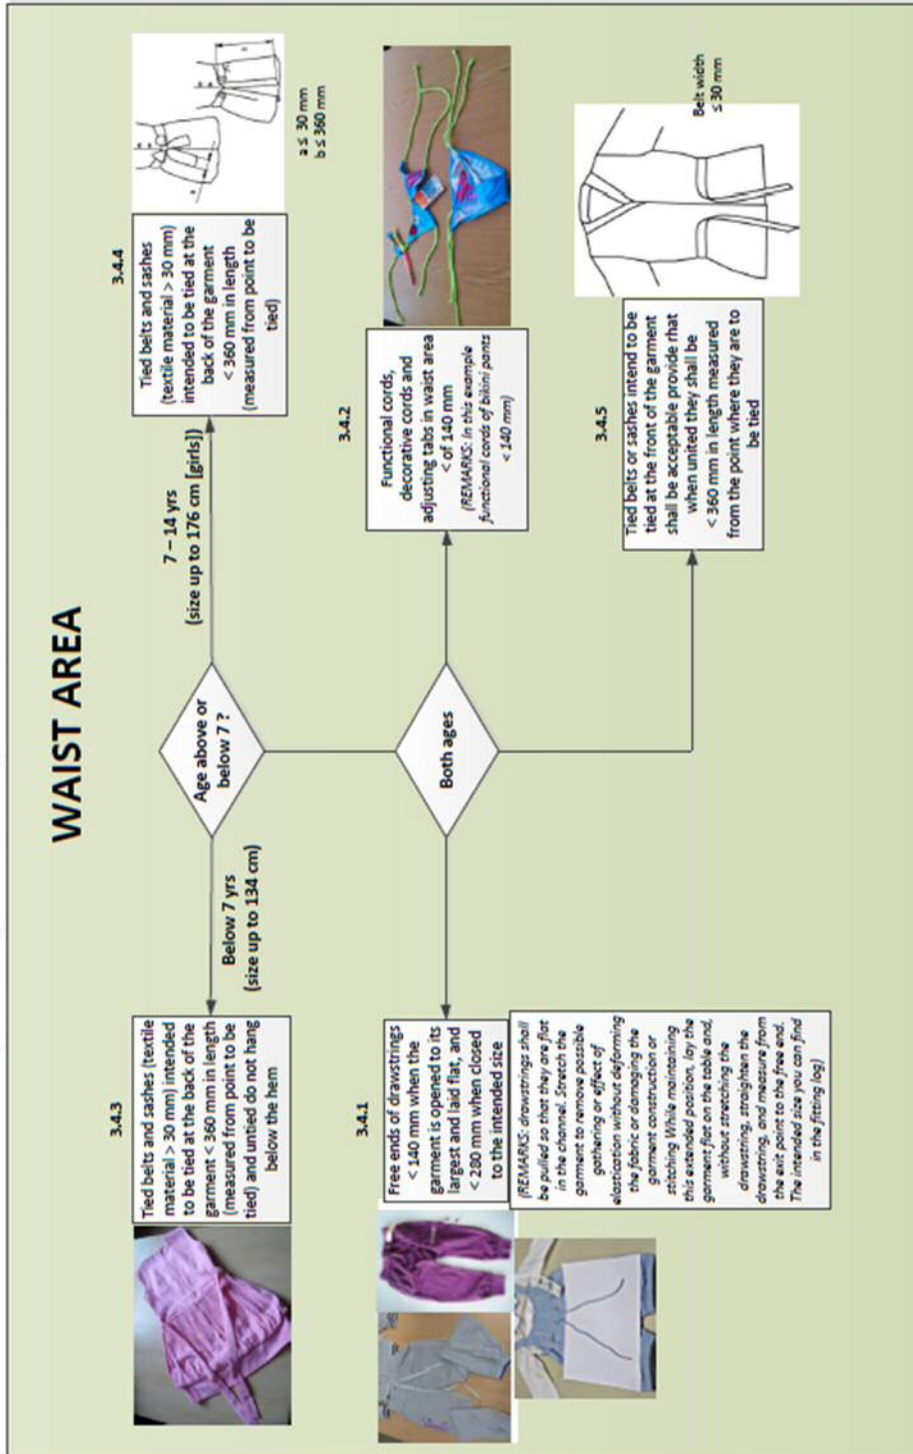 WAIST AREA
3.4.3
Tied belts and sashes (textile
material > 30 mm) intended
to be tied at the back of the
garment < 360 mm in length
(measured from point to be
tied) and untied do not hang
below the hem
Below 7 yrs
(size up to 134 cm)
Age above or
below 7 ?
7 – 14 yrs
(size up to 176 cm [girls])
3.4.4
Tied belts and sashes
(textile material > 30 mm)
intended to be tied at the
back of the garment
< 360 mm in length
(measured from point to be
tied)
a ≤ 30 mm
b ≤ 360 mm
3.4.1
Free ends of drawstrings
< 140 mm when the
garment is opened to its
largest and laid flat, and
< 280 mm when closed
to the intended size
(REMARKS: drawstrings shall
be pulled so that they are flat
in the channel. Stretch the
garment to remove possible
gathering or effect of
elastication without deforming
the fabric or damaging the
garment construction or
stitching While maintaining
this extended position, lay the
garment flat on the table and,
without stretching the
drawstring, straighten the
drawstring, and measure from
the exit point to the free end.
The intended size you can find
in the fitting log)
Both ages
3.4.2
Functional cords,
decorative cords and
adjusting tabs in waist area
< of 140 mm
(REMARKS: In this example
functional cords of bikini pants
< 140 mm)
3.4.5
Tied belts or sashes intend to be
tied at the front of the garment
shall be acceptable provide rhat
when united they shall be
< 360 mm in length measured
from the point where they are to
be tied
Belt width
≤ 30 mm